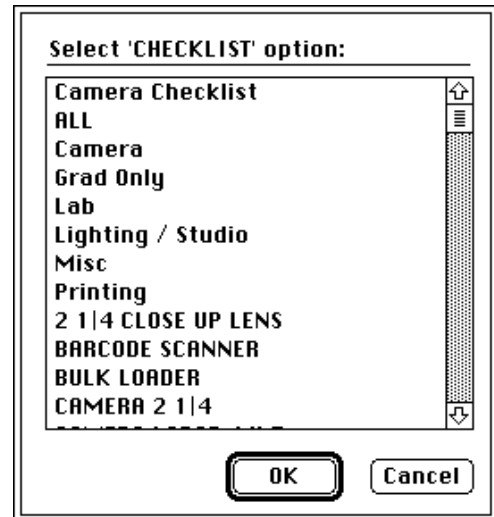 Select 'CHECKLIST' option:
Camera Checklist
ALL
Camera
Grad Only
Lab
Lighting / Studio
Misc
Printing
2 1|4 CLOSE UP LENS
BARCODE SCANNER
BULK LOADER
CAMERA 2 1|4
OK Cancel